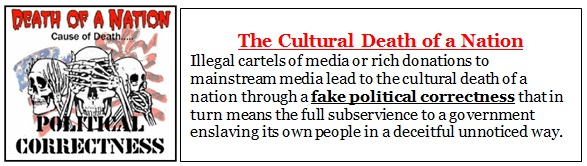 DEATH OF A NATION
Cause of Death.....
POLITICAL
CORRECTNESS
The Cultural Death of a Nation
Illegal cartels of media or rich donations to
mainstream media lead to the cultural death of a
nation through a fake political correctness that in
turn means the full subservience to a government
enslaving its own people in a deceitful unnoticed way.